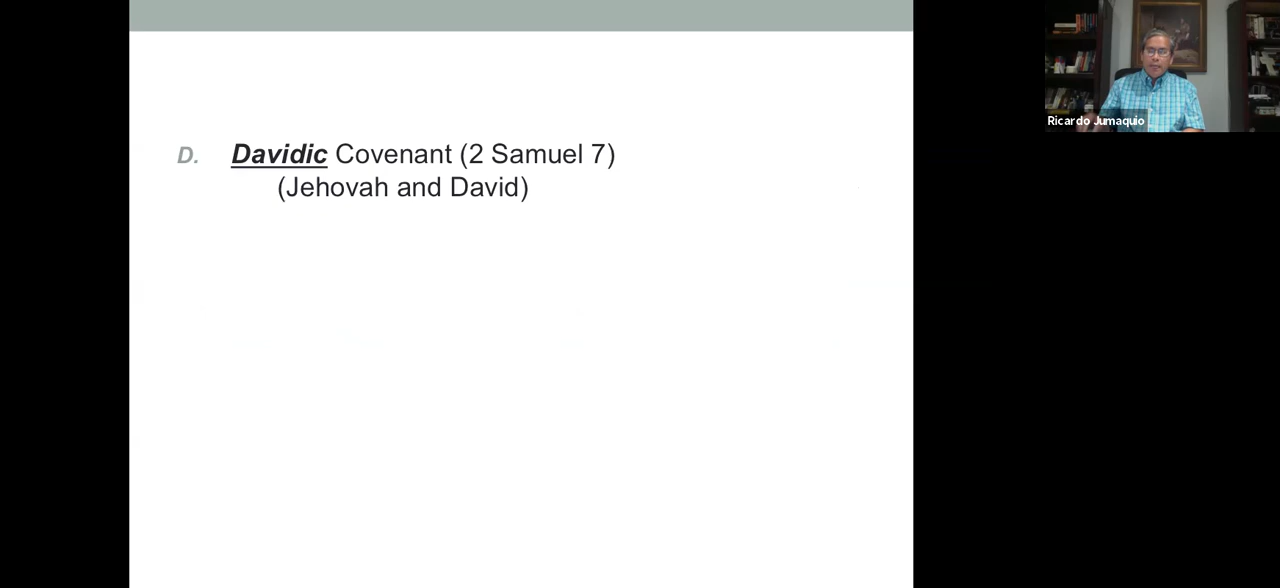 D. Davidic Covenant (2 Samuel 7)
(Jehovah and David)
Ricardo Jumaquio